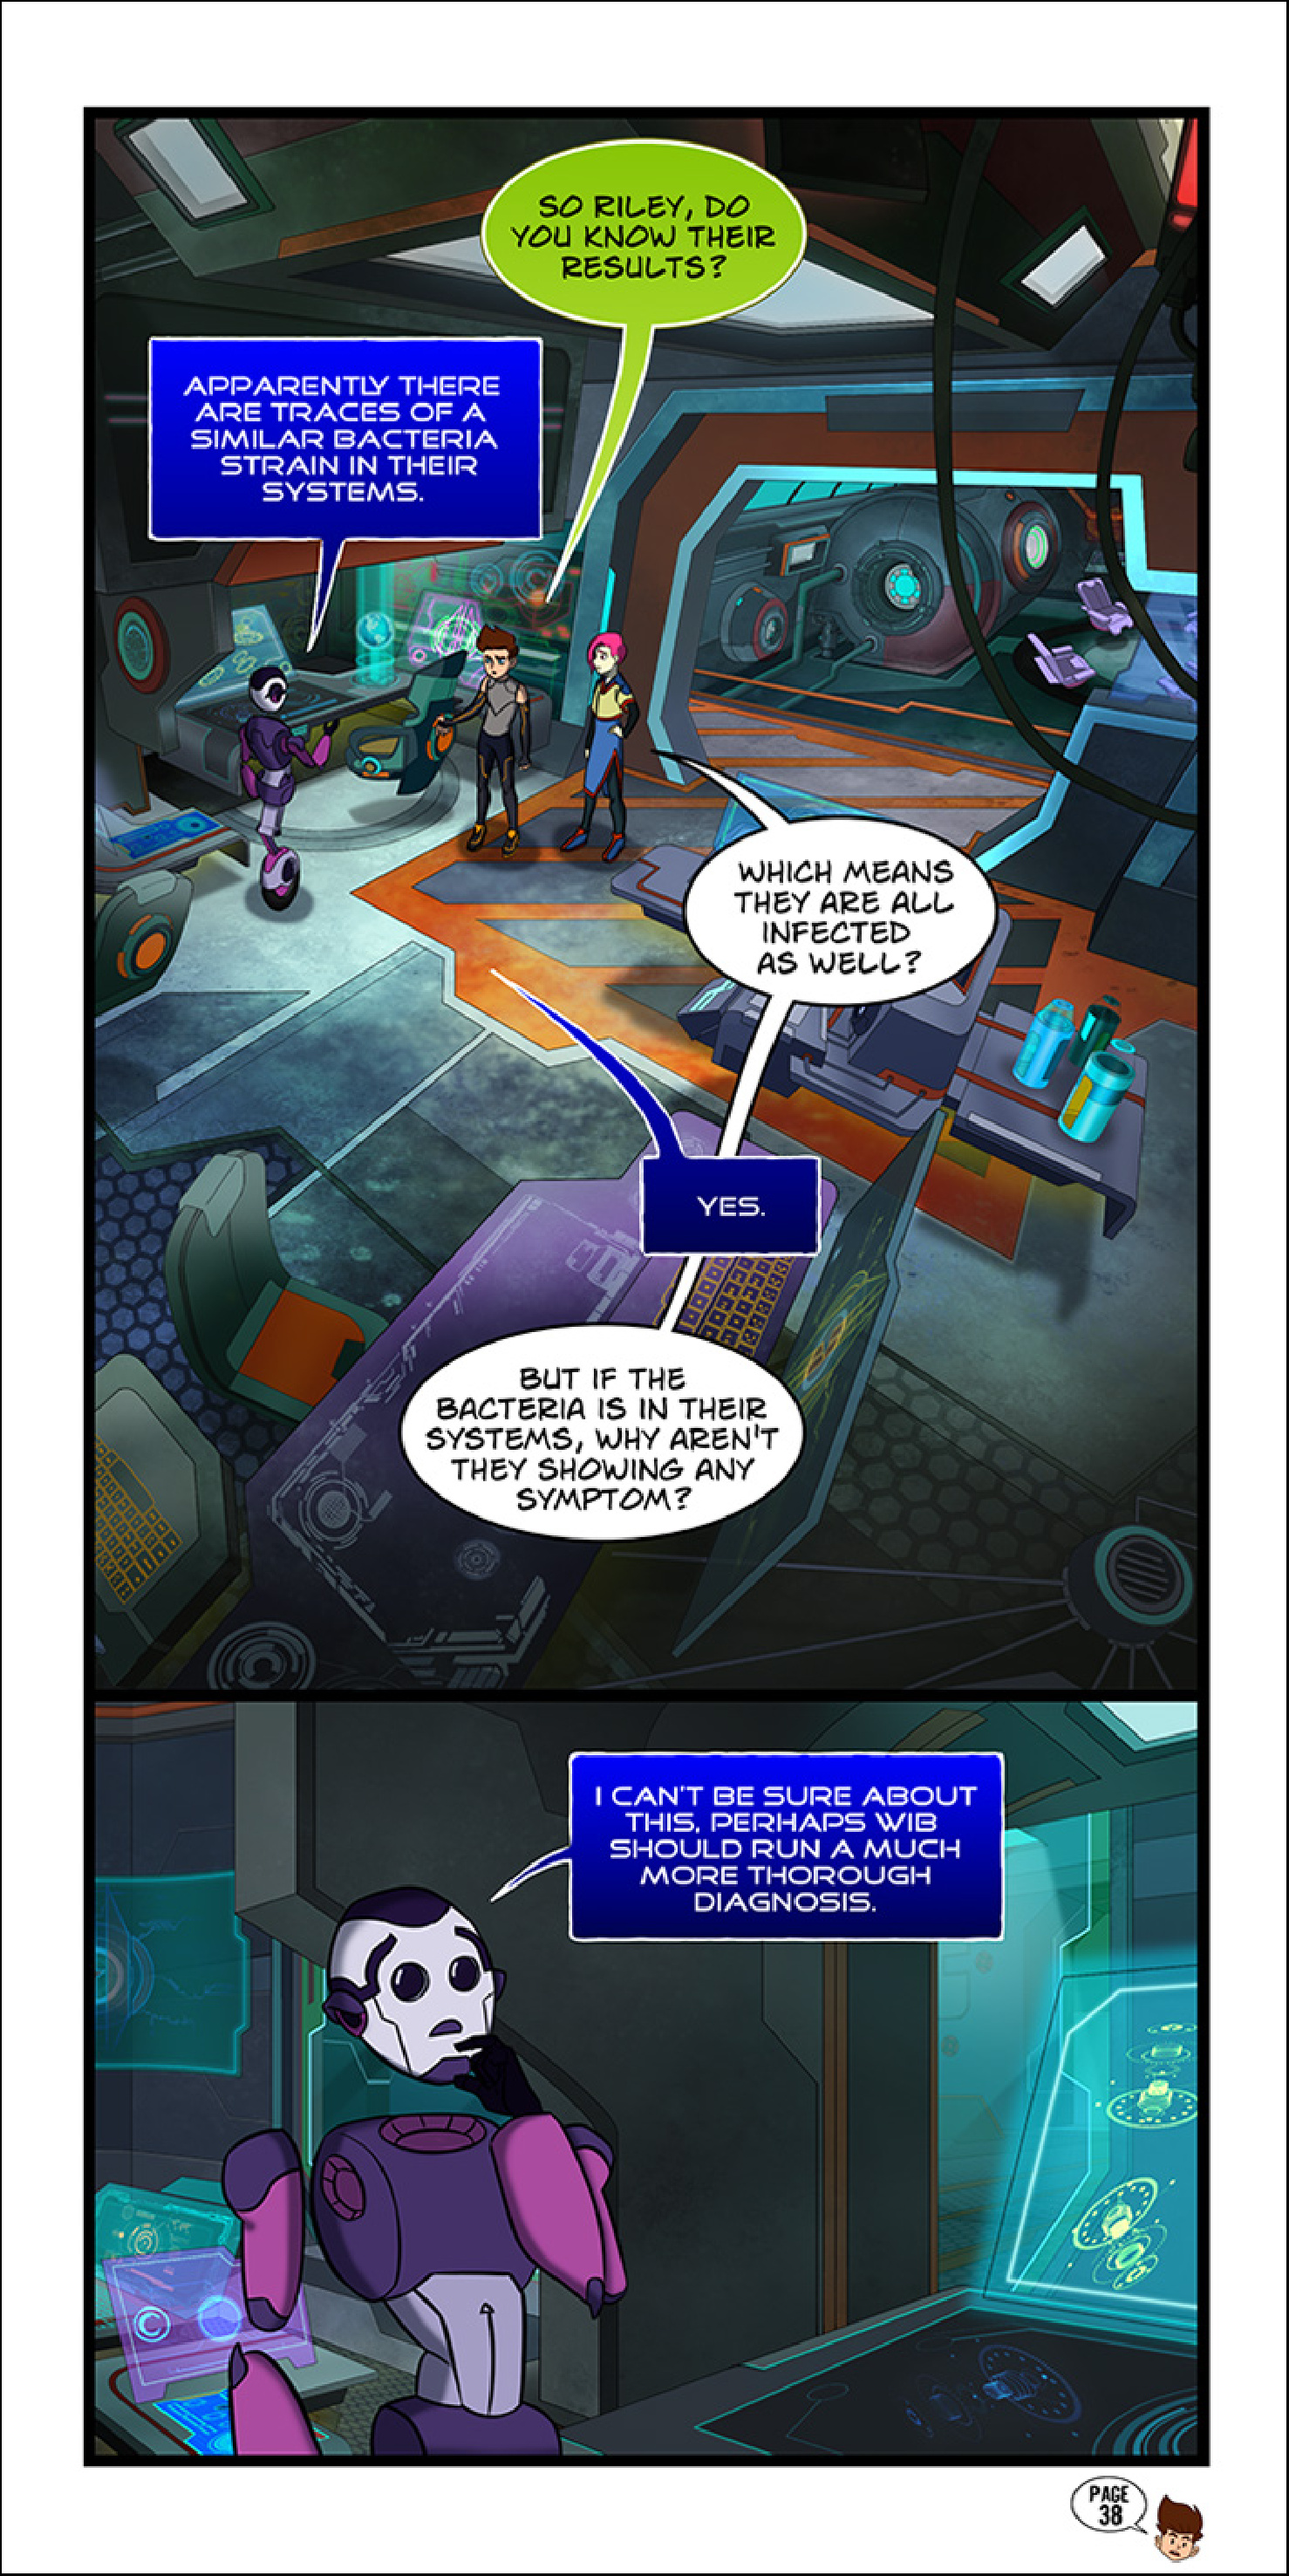 SO RILEY, DO
YOU KNOW THEIR
RESULTS?
APPARENTLY THERE
ARE TRACES OF A
SIMILAR BACTERIA
STRAIN IN THEIR
SYSTEMS.
WHICH MEANS
THEY ARE ALL
INFECTED
AS WELL?
YES.
BUT IF THE
BACTERIA IS IN THEIR
SYSTEMS, WHY AREN'T
THEY SHOWING ANY
SYMPTOM?
I CAN'T BE SURE ABOUT
THIS. PERHAPS WIB
SHOULD RUN A MUCH
MORE THOROUGH
DIAGNOSIS.
PAGE
38